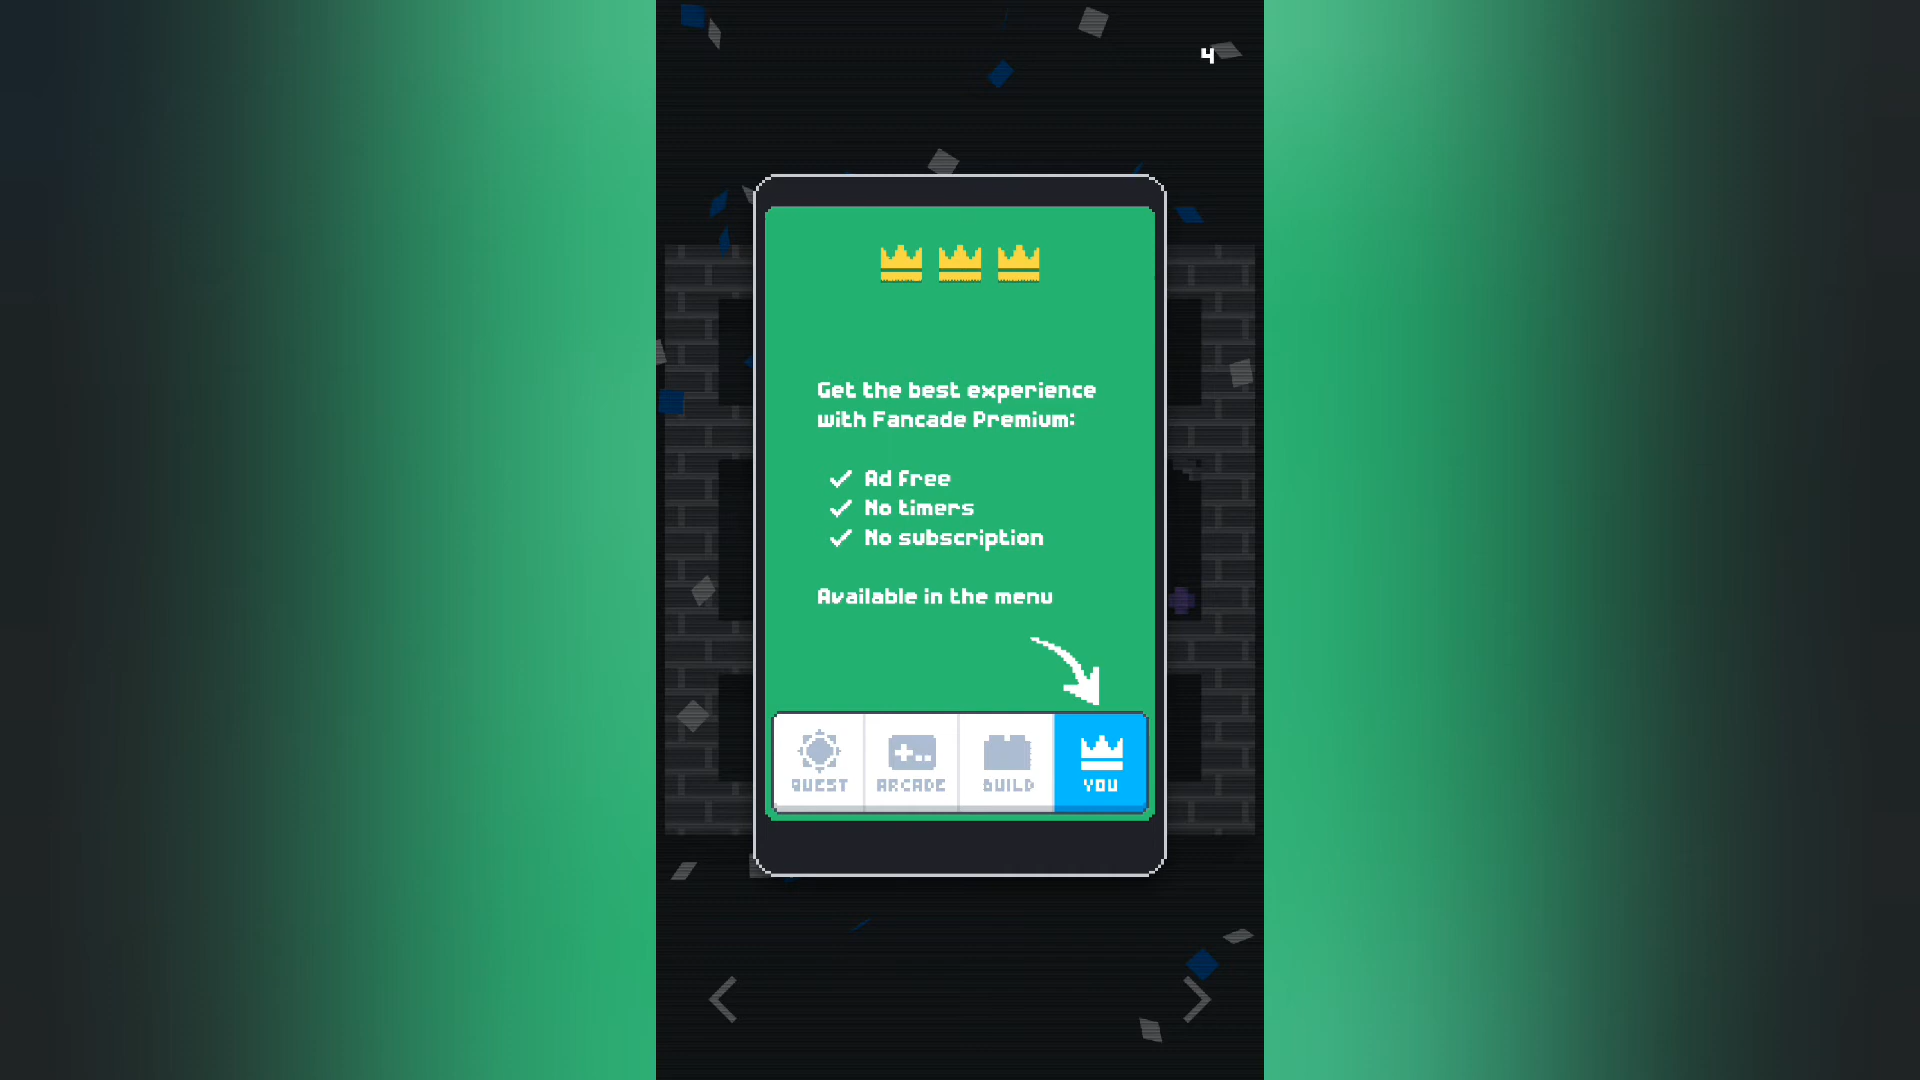 4
Get the best experience
with Fancade Premium:
Ad free
No timers
No subscription
Available in the menu
QUEST ARCADE BUILD YOU